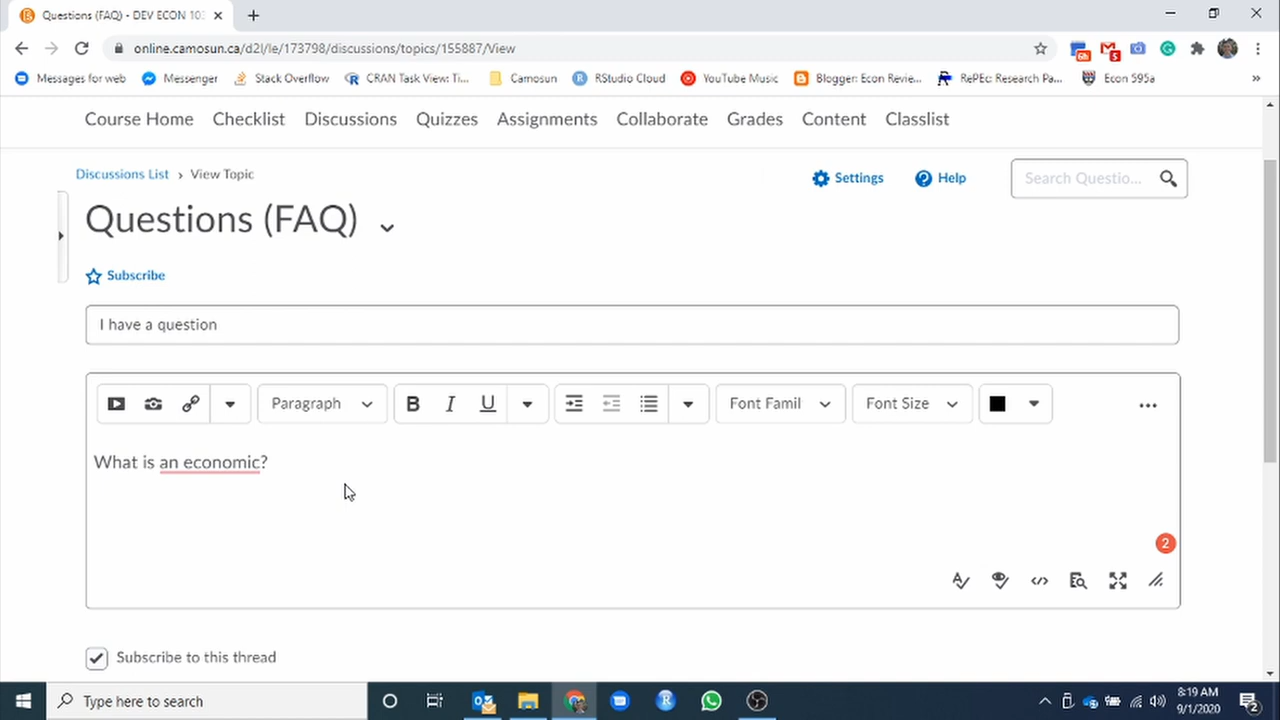 Questions (FAQ) - DEV ECON 103
online.camosun.ca/d2l/le/173798/discussions/topics/155887/View
6h
5
Messages for web
Messenger
Stack Overflow
CRAN Task View: Ti...
Camosun
RStudio Cloud
YouTube Music
Blogger: Econ Revie...
RePEc: Research Pa...
Econ 595a
»
Course Home
Checklist
Discussions
Quizzes
Assignments
Collaborate
Grades
Content
Classlist
Discussions List › View Topic
Settings
Help
Search Questio...
Questions (FAQ)
Subscribe
I have a question
Paragraph
B
I
U
Font Famil
Font Size
...
What is an economic?
2
Subscribe to this thread
Type here to search
8:19 AM
9/1/2020
2